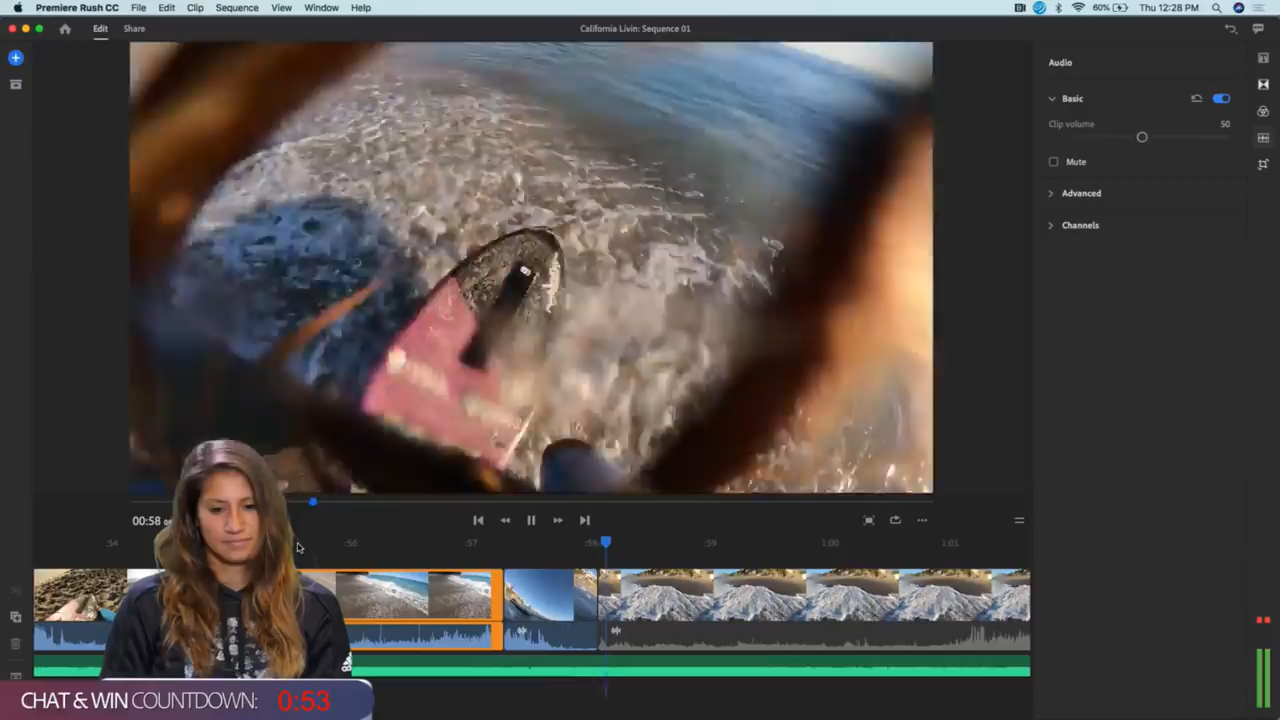 Premiere Rush CC File Edit Clip Sequence View Window Help 60% Thu 12:28 PM
Edit Share California Livin: Sequence 01
Audio
Basic
Clip volume 50
Mute
Advanced
Channels
00:58
:54 :56 :57 :58 :59 1:00 1:01
CHAT & WIN COUNTDOWN: 0:53